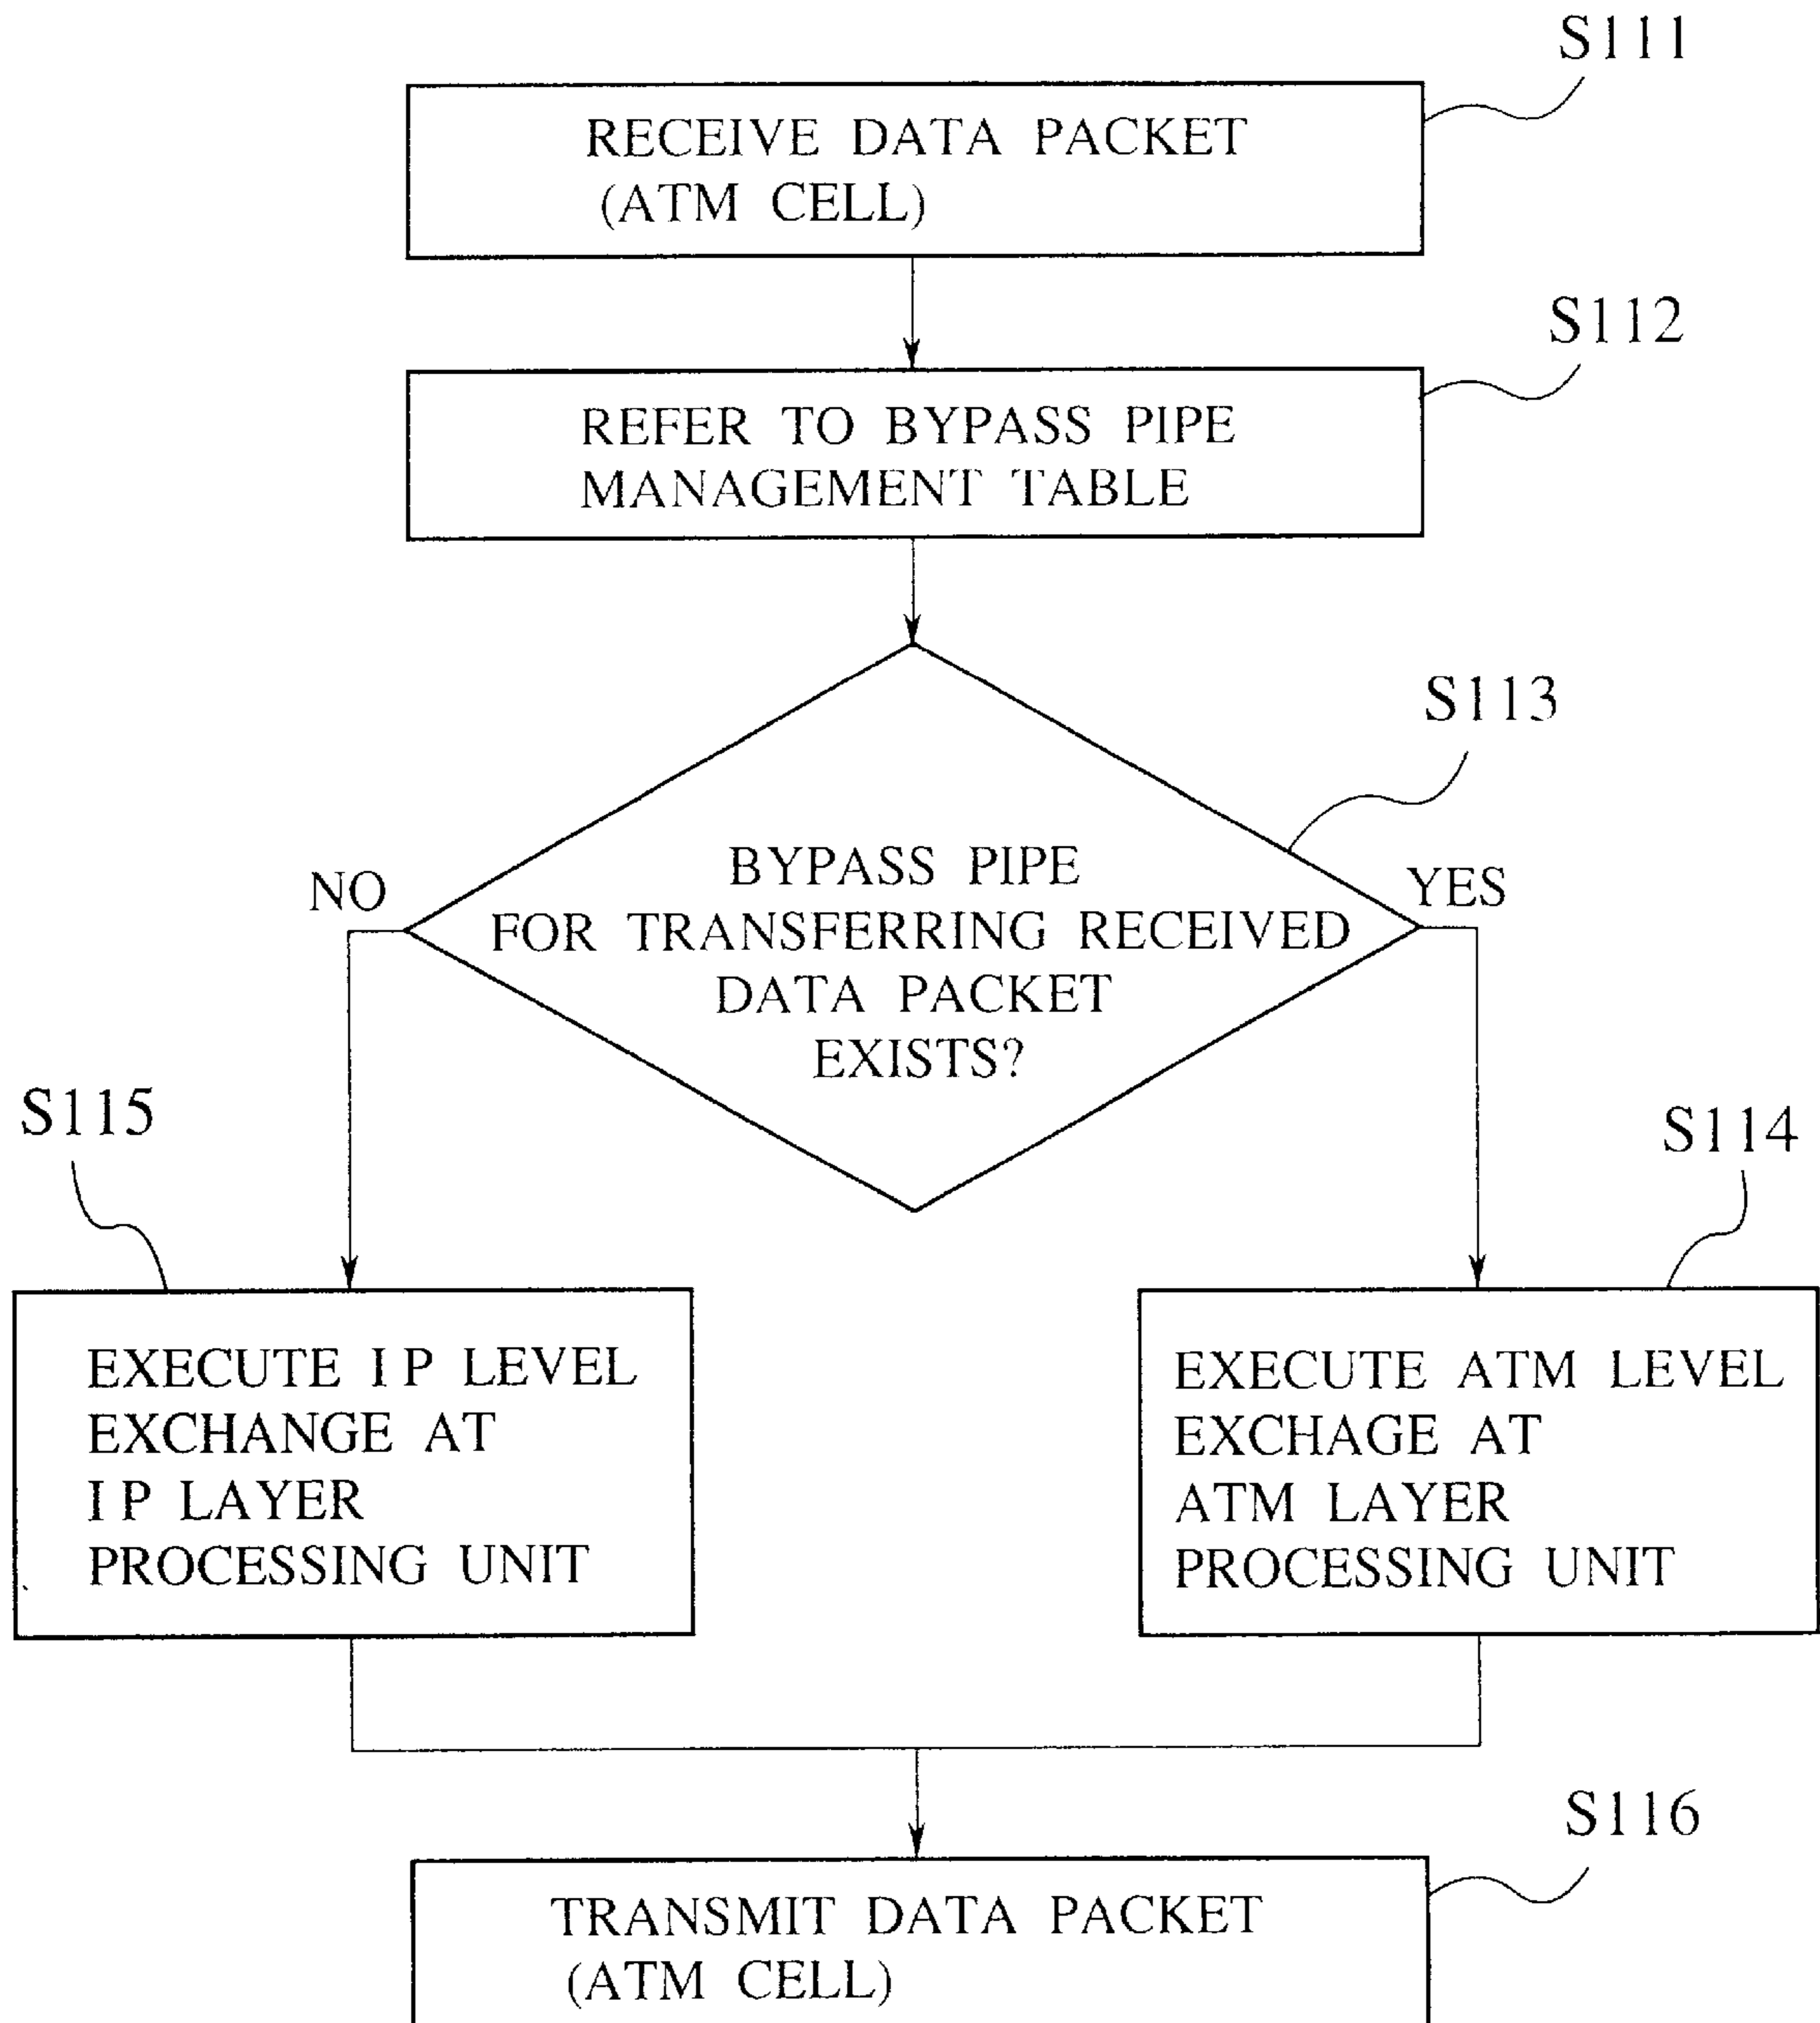 S111
RECEIVE DATA PACKET
(ATM CELL)
S112
REFER TO BYPASS PIPE
MANAGEMENT TABLE
S113
BYPASS PIPE
FOR TRANSFERRING RECEIVED
DATA PACKET
EXISTS?
NO
YES
S115
EXECUTE IP LEVEL
EXCHANGE AT
IP LAYER
PROCESSING UNIT
S114
EXECUTE ATM LEVEL
EXCHAGE AT
ATM LAYER
PROCESSING UNIT
S116
TRANSMIT DATA PACKET
(ATM CELL)